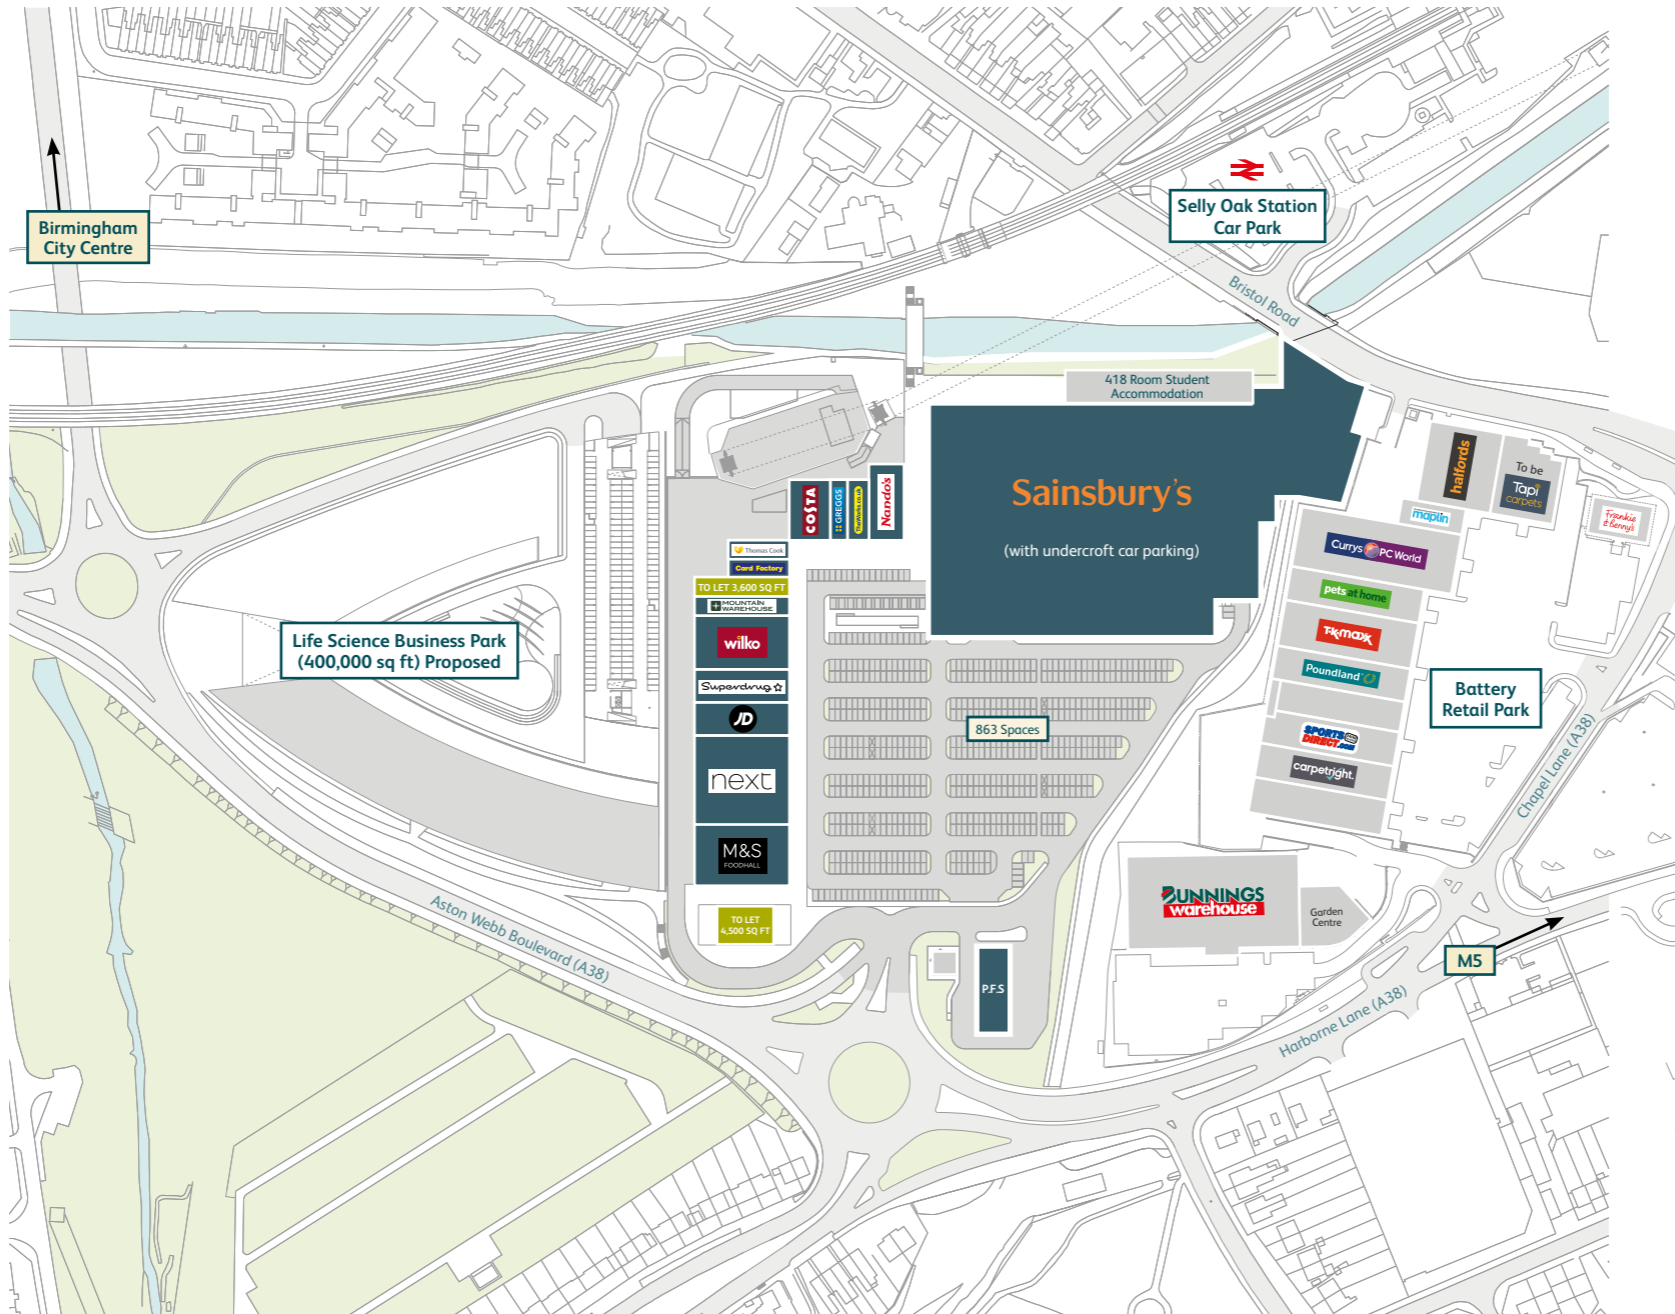 Birmingham
City Centre
Selly Oak Station
Car Park
Bristol Road
418 Room Student
Accommodation
Sainsbury's
(with undercroft car parking)
COSTA
GREGGS
TheWorks.co.uk
Nando's
Thomas Cook
Card Factory
TO LET 3,600 SQ FT
MOUNTAIN
WAREHOUSE
wilko
Superdrug
JD
next
M&S
FOODHALL
TO LET
4,500 SQ FT
863 Spaces
P.F.S
Life Science Business Park
(400,000 sq ft) Proposed
Aston Webb Boulevard (A38)
halfords
To be
Tapi
carpets
Frankie
& Benny's
maplin
Currys PC World
pets at home
T·K·maxx
Poundland
SPORTS
DIRECT.com
carpetright.
Battery
Retail Park
Chapel Lane (A38)
BUNNINGS
warehouse
Garden
Centre
M5
Harborne Lane (A38)